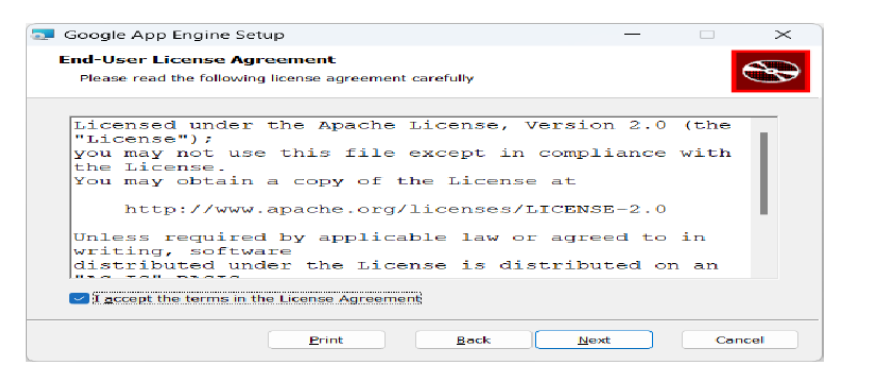 Google App Engine Setup
End-User License Agreement
Please read the following license agreement carefully
Licensed under the Apache License, Version 2.0 (the
"License");
you may not use this file except in compliance with
the License.
You may obtain a copy of the License at
http://www.apache.org/licenses/LICENSE-2.0
Unless required by applicable law or agreed to in
writing, software
distributed under the License is distributed on an
I accept the terms in the License Agreement
Print Back Next Cancel